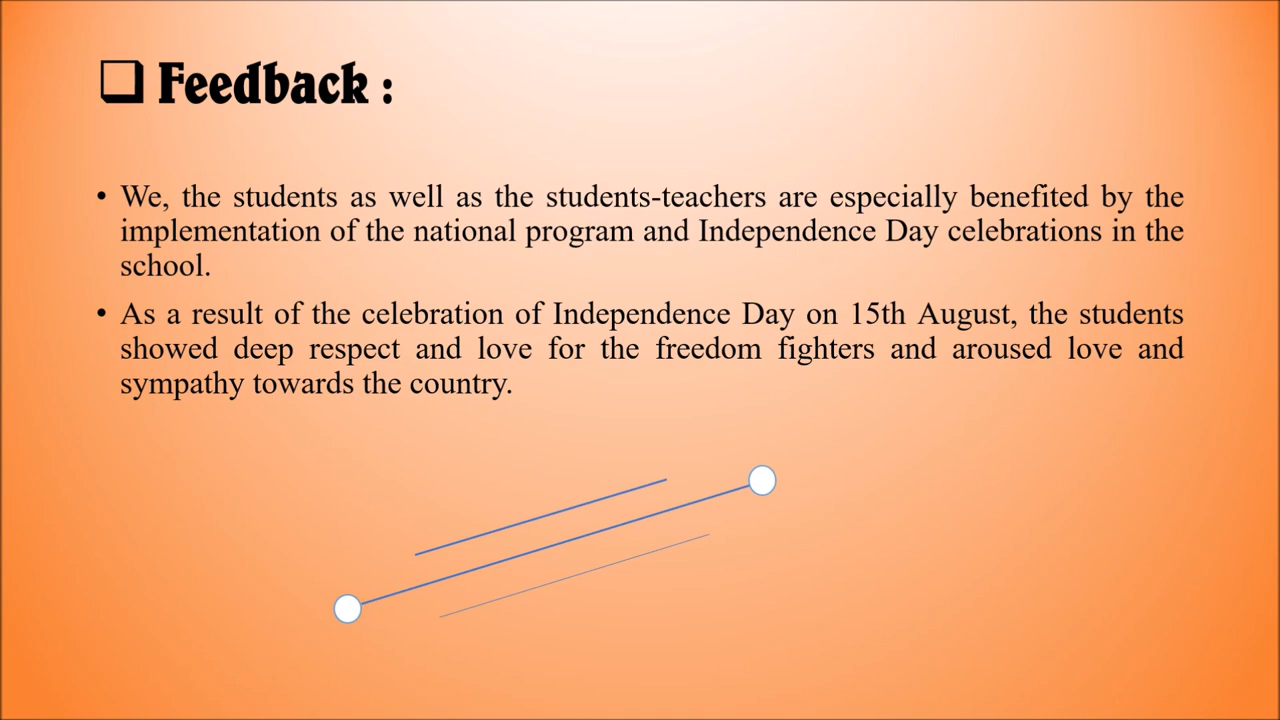 ❑ Feedback :
• We, the students as well as the students-teachers are especially benefited by the
implementation of the national program and Independence Day celebrations in the
school.
• As a result of the celebration of Independence Day on 15th August, the students
showed deep respect and love for the freedom fighters and aroused love and
sympathy towards the country.